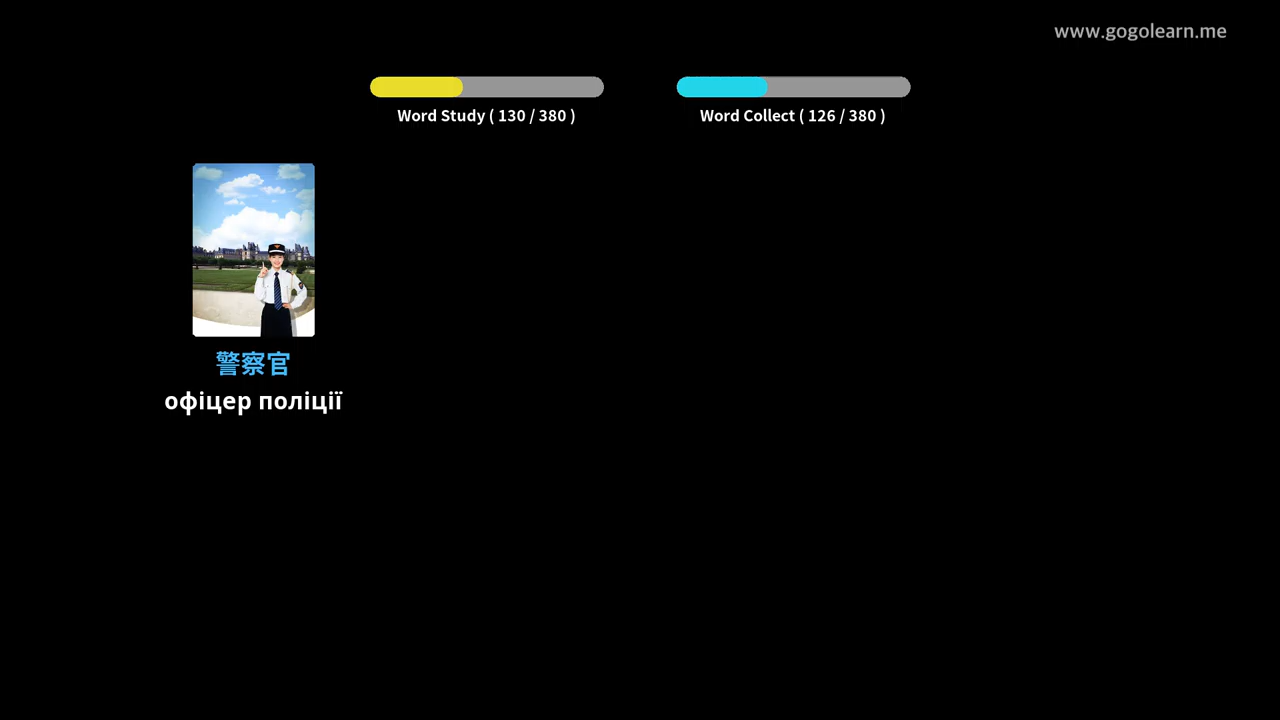 www.gogolearn.me
Word Study ( 130 / 380 )
Word Collect ( 126 / 380 )
警察官
офіцер поліції